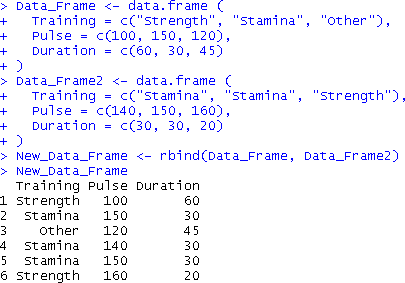 > Data_Frame <- data.frame (
+   Training = c("Strength", "Stamina", "Other"),
+   Pulse = c(100, 150, 120),
+   Duration = c(60, 30, 45)
+ )
> Data_Frame2 <- data.frame (
+   Training = c("Stamina", "Stamina", "Strength"),
+   Pulse = c(140, 150, 160),
+   Duration = c(30, 30, 20)
+ )
> New_Data_Frame <- rbind(Data_Frame, Data_Frame2)
> New_Data_Frame
  Training Pulse Duration
1 Strength   100       60
2  Stamina   150       30
3    Other   120       45
4  Stamina   140       30
5  Stamina   150       30
6 Strength   160       20